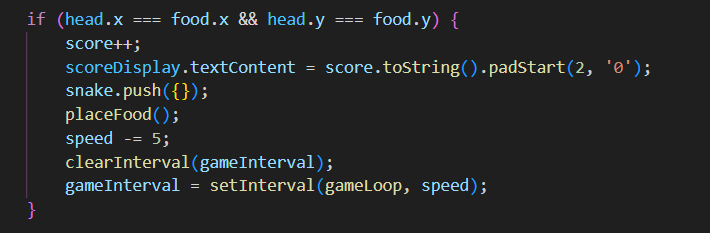 if (head.x === food.x && head.y === food.y) {
    score++;
    scoreDisplay.textContent = score.toString().padStart(2, '0');
    snake.push({});
    placeFood();
    speed -= 5;
    clearInterval(gameInterval);
    gameInterval = setInterval(gameLoop, speed);
}